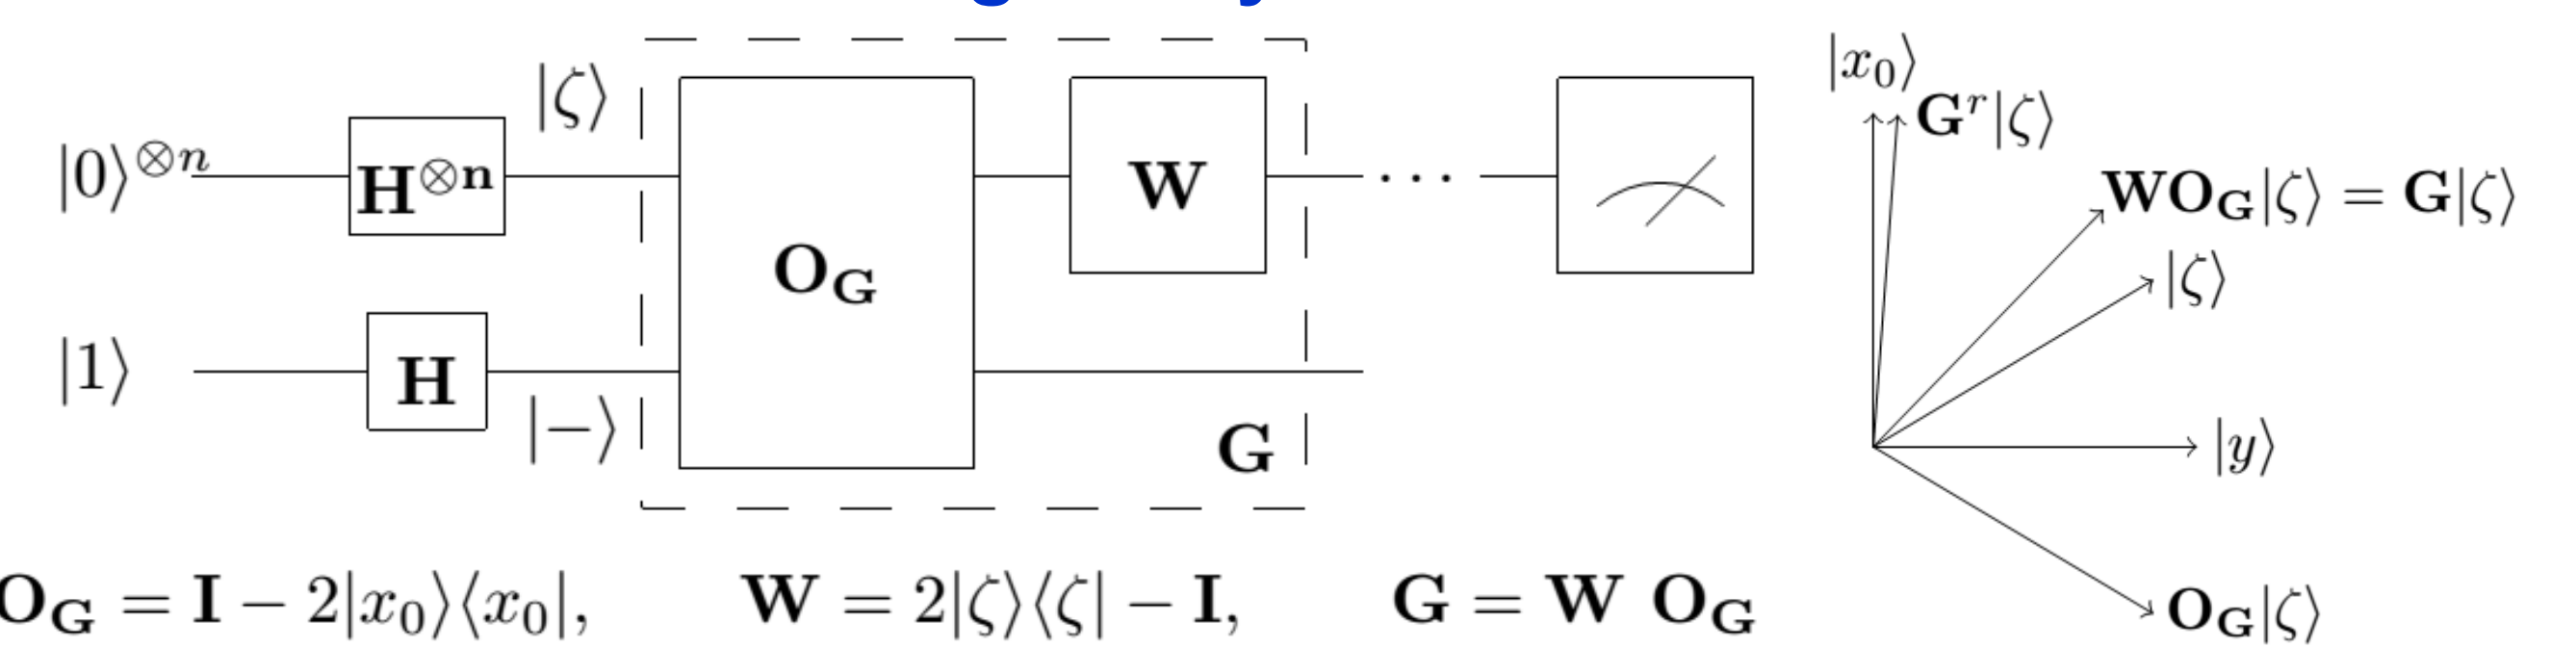 |ζ⟩
|0⟩^{⊗n}
H^{⊗n}
O_G
W
···
|1⟩
H
|−⟩
G
|x_0⟩
G^r|ζ⟩
WO_G|ζ⟩ = G|ζ⟩
|ζ⟩
|y⟩
O_G|ζ⟩
O_G = I − 2|x_0⟩⟨x_0|, W = 2|ζ⟩⟨ζ| − I, G = W O_G